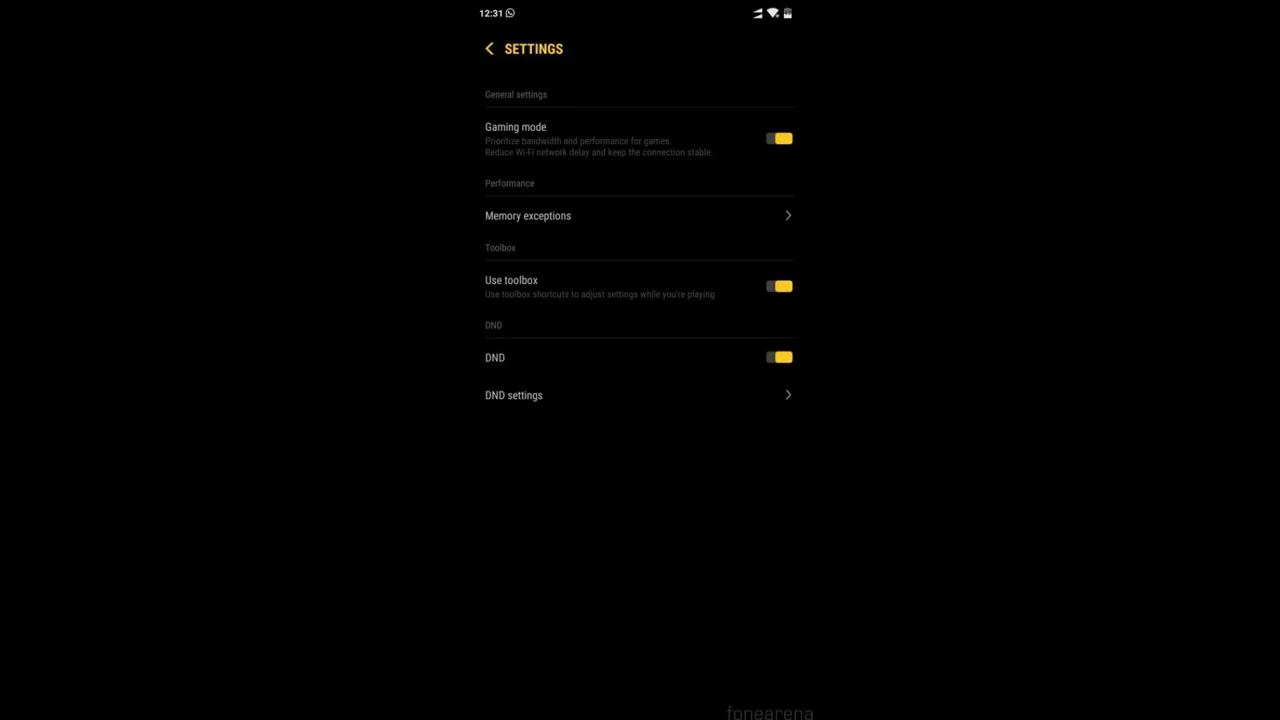 12:31
SETTINGS
General settings
Gaming mode
Prioritize bandwidth and performance for games.
Reduce Wi-Fi network delay and keep the connection stable.
Performance
Memory exceptions
Toolbox
Use toolbox
Use toolbox shortcuts to adjust settings while you're playing
DND
DND
DND settings
fonearena